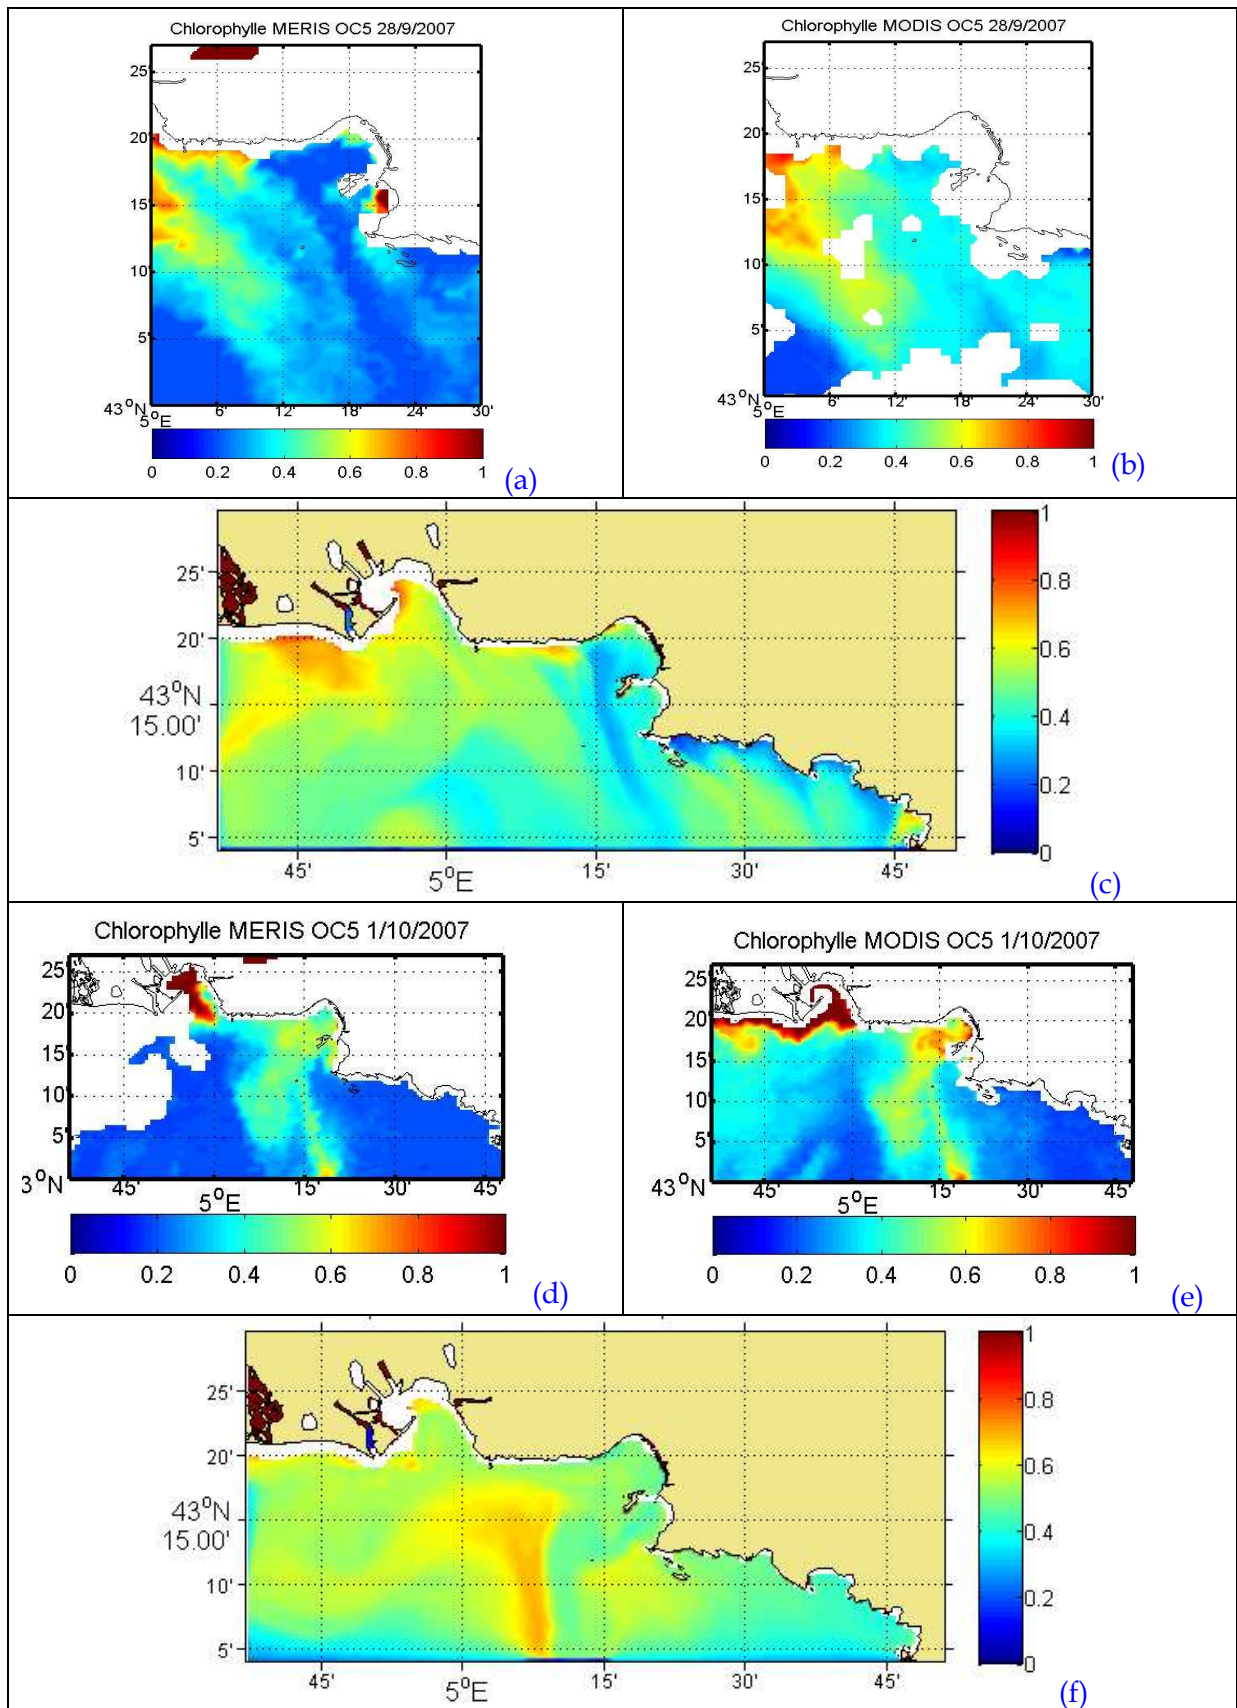 Chlorophylle MERIS OC5 28/9/2007
25'
20'
15'
10'
5'
43°N
5°E
6' 12' 18' 24' 30'
0 0.2 0.4 0.6 0.8 1
(a)
Chlorophylle MODIS OC5 28/9/2007
25'
20'
15'
10'
5'
43°N
5°E
6' 12' 18' 24' 30'
0 0.2 0.4 0.6 0.8 1
(b)
25'
20'
43°N
15.00'
10'
5'
45' 5°E 15' 30' 45'
1
0.8
0.6
0.4
0.2
0
(c)
Chlorophylle MERIS OC5 1/10/2007
25'
20'
15'
10'
5'
3°N
45' 5°E 15' 30' 45'
0 0.2 0.4 0.6 0.8 1
(d)
Chlorophylle MODIS OC5 1/10/2007
25'
20'
15'
10'
5'
43°N
45' 5°E 15' 30' 45'
0 0.2 0.4 0.6 0.8 1
(e)
25'
20'
43°N
15.00'
10'
5'
45' 5°E 15' 30' 45'
1
0.8
0.6
0.4
0.2
0
(f)